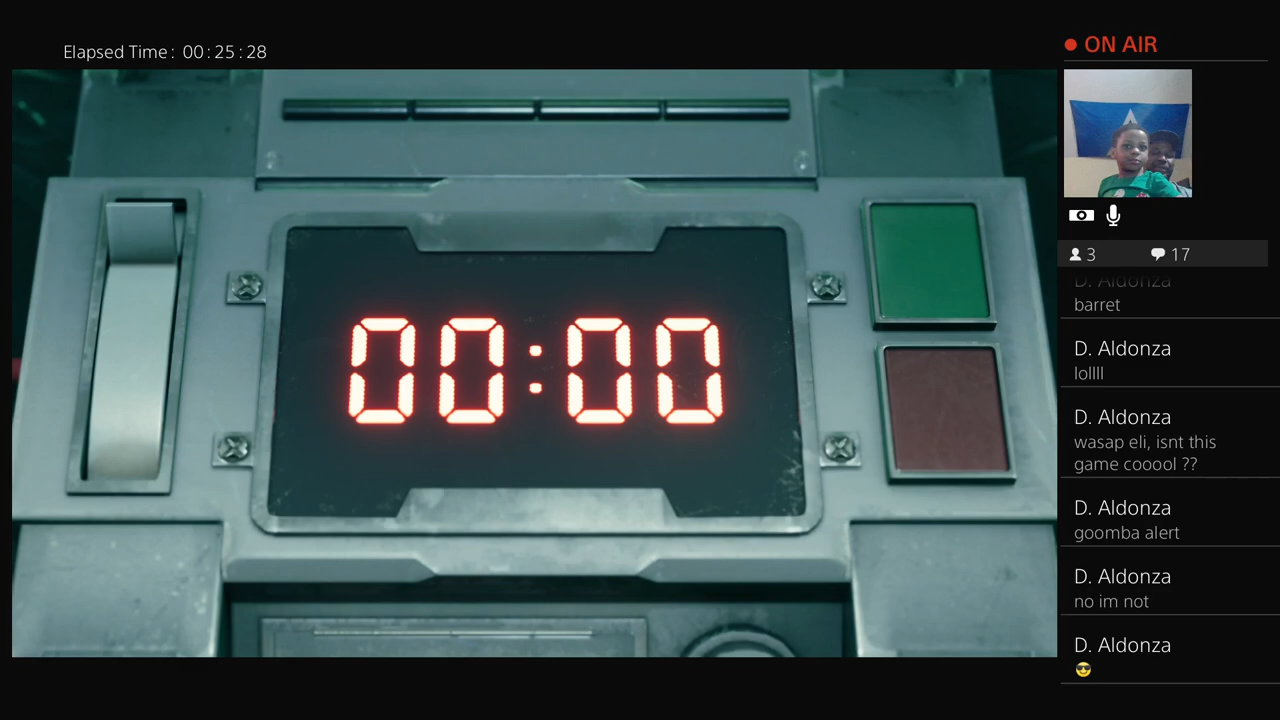 Elapsed Time: 00:25:28
ON AIR
3 17
D. Aldonza
barret
D. Aldonza
lollll
D. Aldonza
wasap eli, isnt this
game cooool ??
D. Aldonza
goomba alert
D. Aldonza
no im not
D. Aldonza
😎
00:00